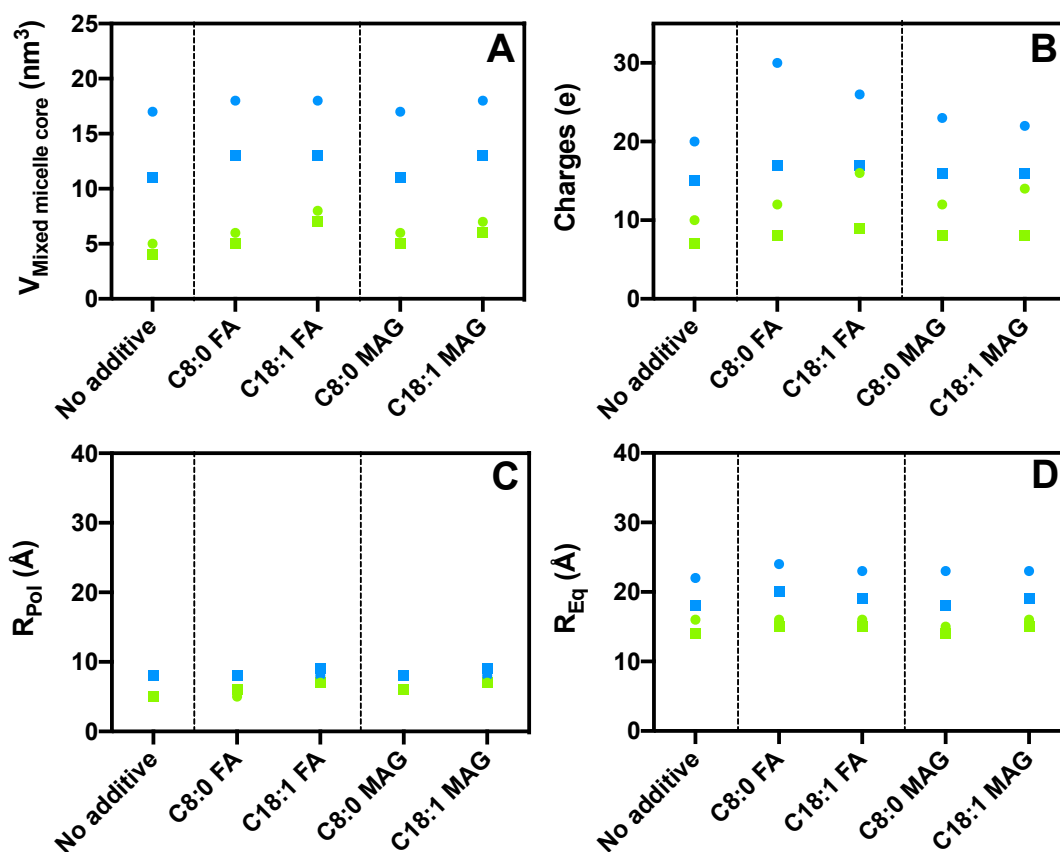 A
V Mixed micelle core (nm³)
25
20
15
10
5
0
No additive
C8:0 FA
C18:1 FA
C8:0 MAG
C18:1 MAG
B
Charges (e)
30
20
10
0
No additive
C8:0 FA
C18:1 FA
C8:0 MAG
C18:1 MAG
C
R Pol (Å)
40
30
20
10
0
No additive
C8:0 FA
C18:1 FA
C8:0 MAG
C18:1 MAG
D
R Eq (Å)
40
30
20
10
0
No additive
C8:0 FA
C18:1 FA
C8:0 MAG
C18:1 MAG